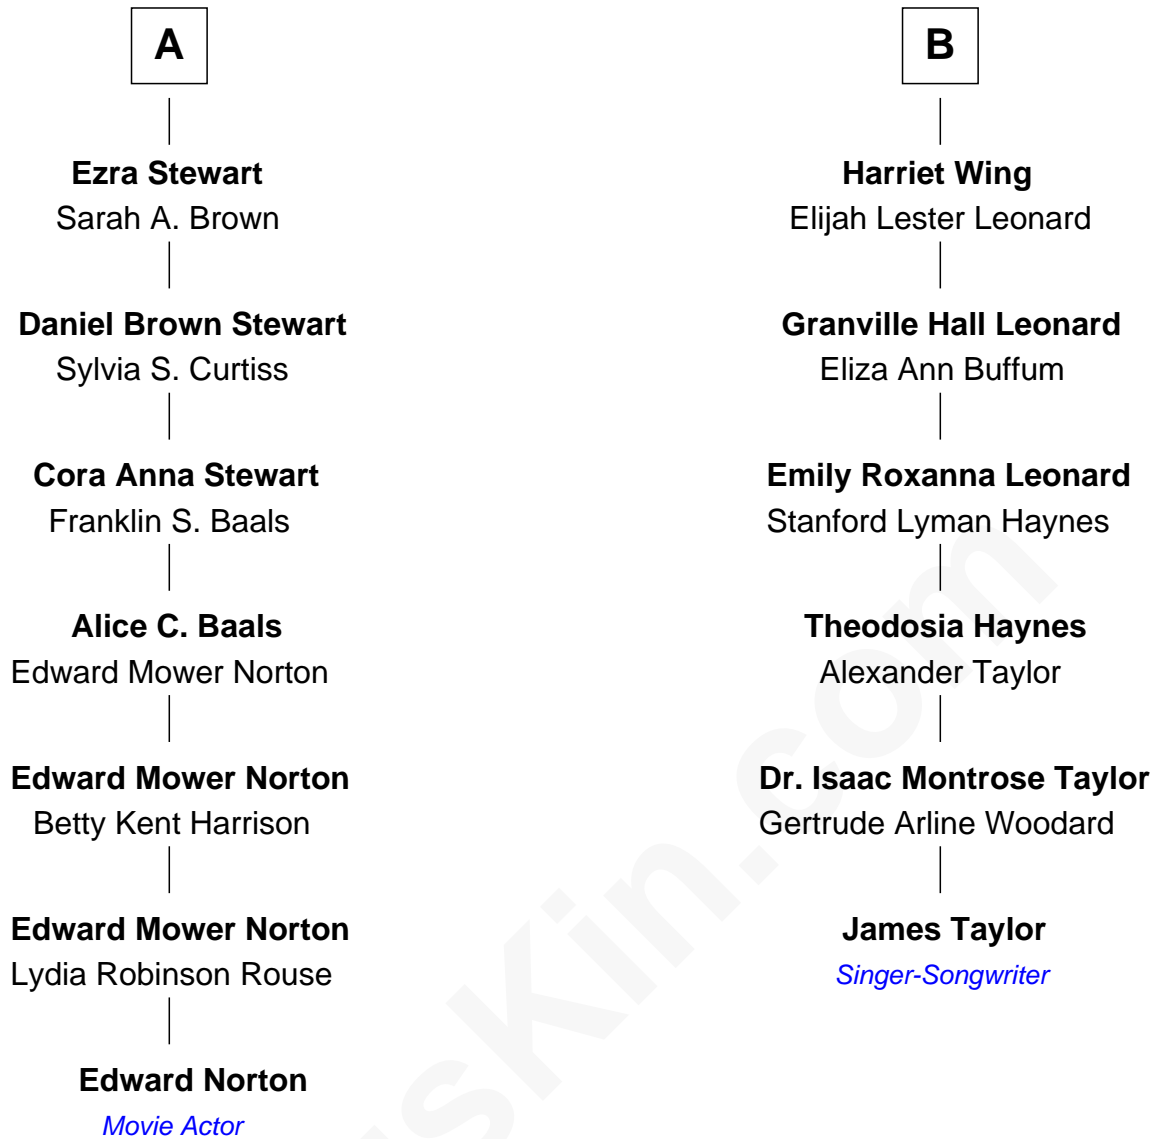 A
Ezra Stewart
Sarah A. Brown
Daniel Brown Stewart
Sylvia S. Curtiss
Cora Anna Stewart
Franklin S. Baals
Alice C. Baals
Edward Mower Norton
Edward Mower Norton
Betty Kent Harrison
Edward Mower Norton
Lydia Robinson Rouse
Edward Norton
Movie Actor
B
Harriet Wing
Elijah Lester Leonard
Granville Hall Leonard
Eliza Ann Buffum
Emily Roxanna Leonard
Stanford Lyman Haynes
Theodosia Haynes
Alexander Taylor
Dr. Isaac Montrose Taylor
Gertrude Arline Woodard
James Taylor
Singer-Songwriter